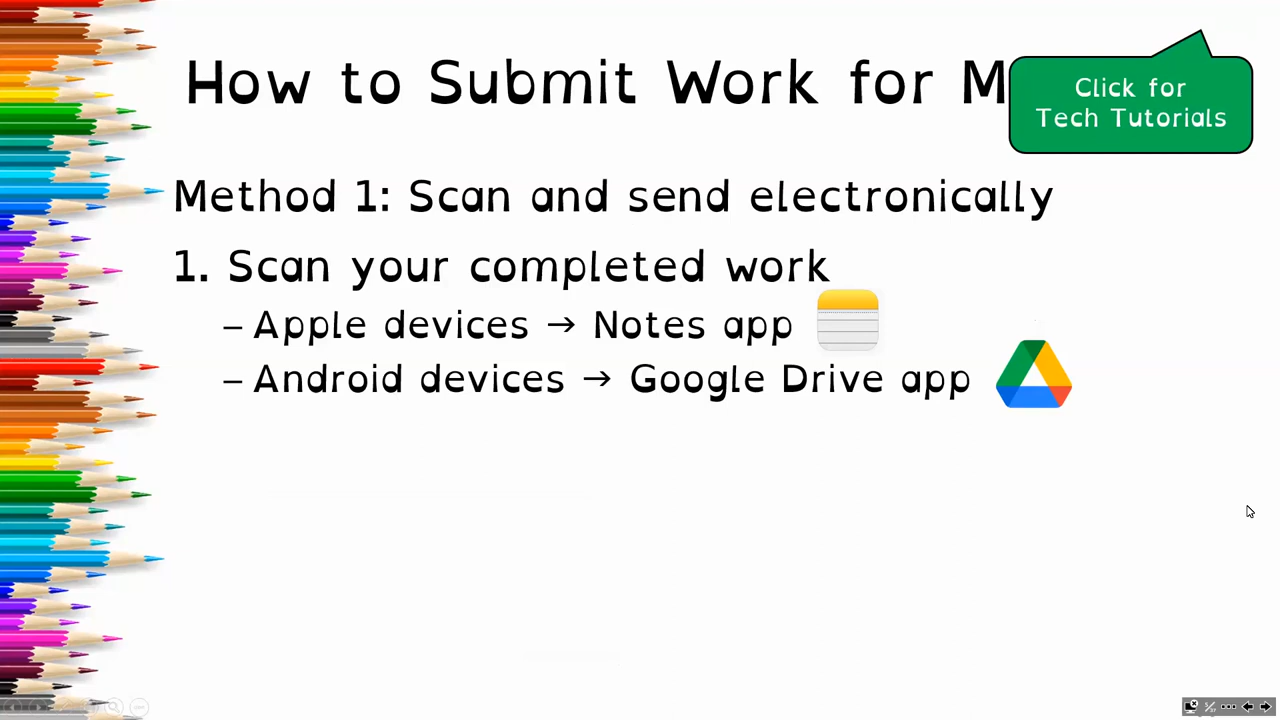 How to Submit Work for M
Click for
Tech Tutorials
Method 1: Scan and send electronically
1. Scan your completed work
– Apple devices → Notes app
– Android devices → Google Drive app